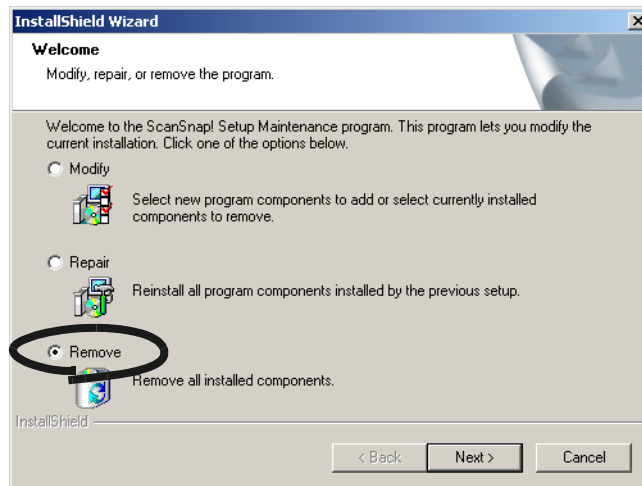 InstallShield Wizard
Welcome
Modify, repair, or remove the program.
Welcome to the ScanSnap! Setup Maintenance program. This program lets you modify the
current installation. Click one of the options below.
Modify
Select new program components to add or select currently installed
components to remove.
Repair
Reinstall all program components installed by the previous setup.
Remove
Remove all installed components.
InstallShield
< Back
Next >
Cancel